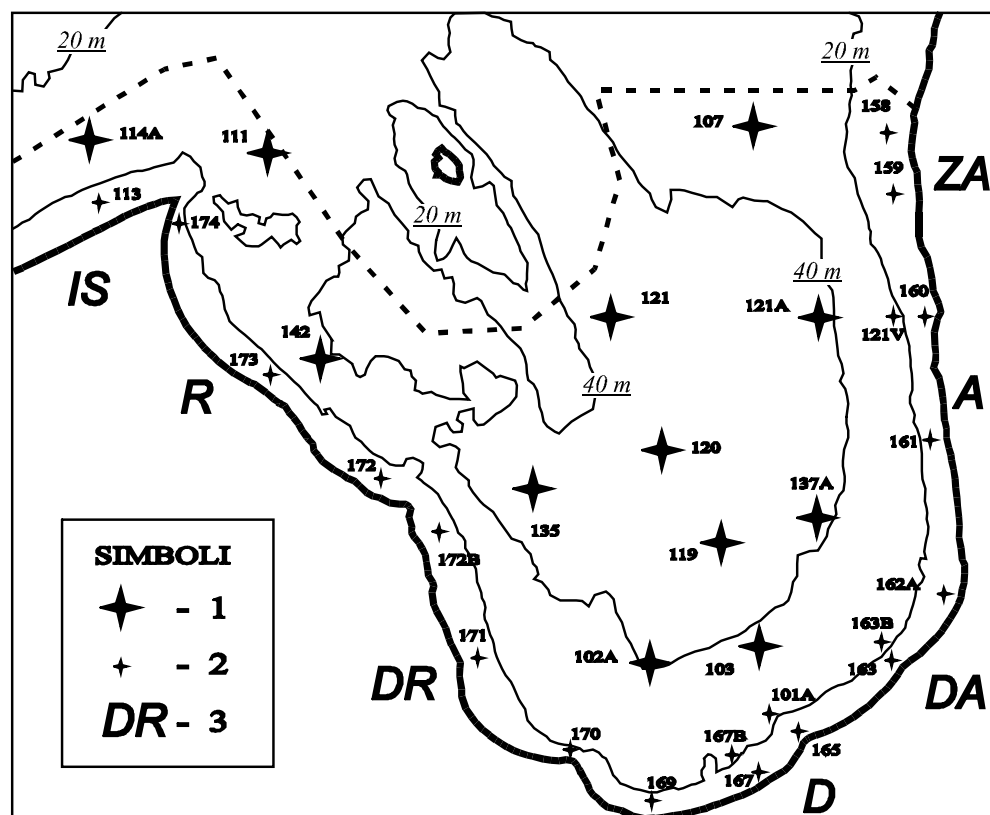 20 m
20 m
158
107
114A
111
159
ZA
113
20 m
174
IS
40 m
121
121A
160
121V
142
173
R
40 m
A
161
120
172
137A
135
119
172B
162A
SIMBOLI
- 1
- 2
DR - 3
163B
171
102A
103
163
DR
DA
101A
170
167B
165
167
169
D